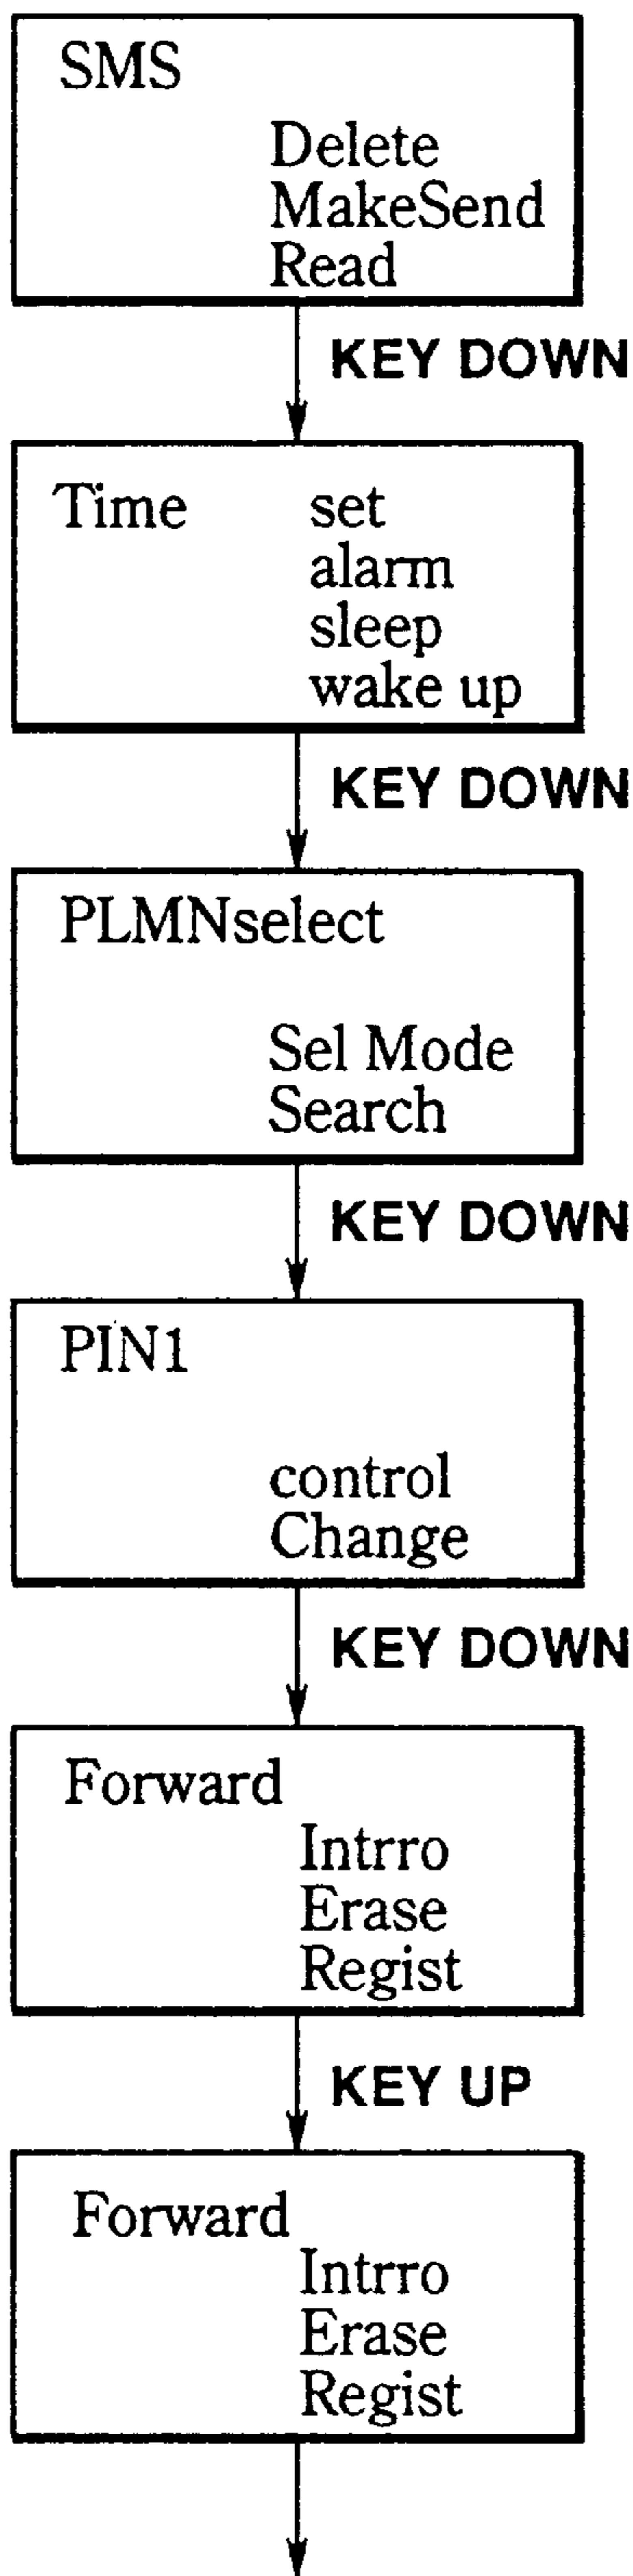 SMS
Delete
MakeSend
Read
KEY DOWN
Time set
alarm
sleep
wake up
KEY DOWN
PLMNselect
Sel Mode
Search
KEY DOWN
PIN1
control
Change
KEY DOWN
Forward
Intrro
Erase
Regist
KEY UP
Forward
Intrro
Erase
Regist